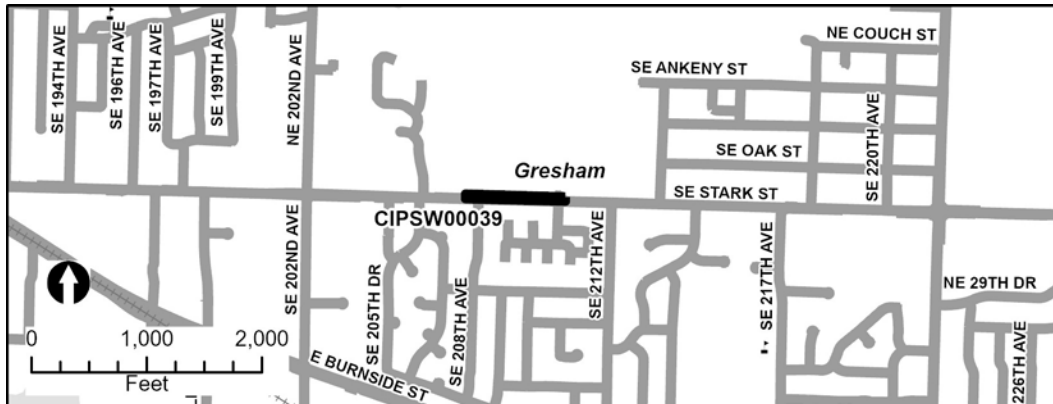 NE COUCH ST
SE ANKENY ST
SE 194TH AVE
SE 196TH AVE
SE 197TH AVE
SE 199TH AVE
NE 202ND AVE
SE 220TH AVE
SE OAK ST
Gresham
SE STARK ST
CIPSW00039
SE 202ND AVE
SE 205TH DR
SE 208TH AVE
SE 212TH AVE
SE 217TH AVE
NE 29TH DR
226TH AVE
E BURNSIDE ST
0 1,000 2,000
Feet